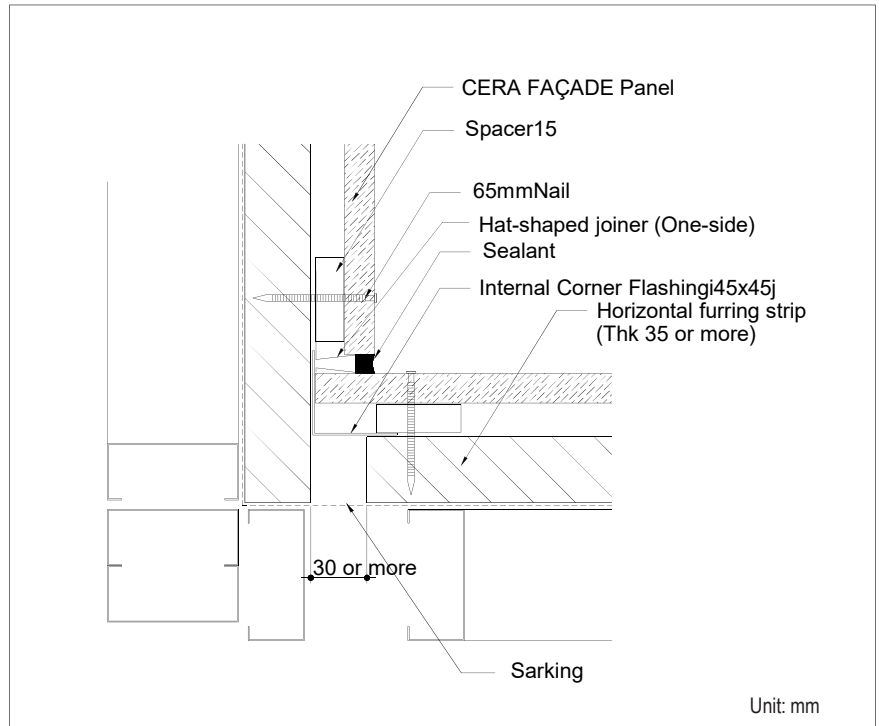 CERA FAÇADE Panel
Spacer15
65mmNail
Hat-shaped joiner (One-side)
Sealant
Internal Corner Flashingi45x45j
Horizontal furring strip
(Thk 35 or more)
30 or more
Sarking
Unit: mm